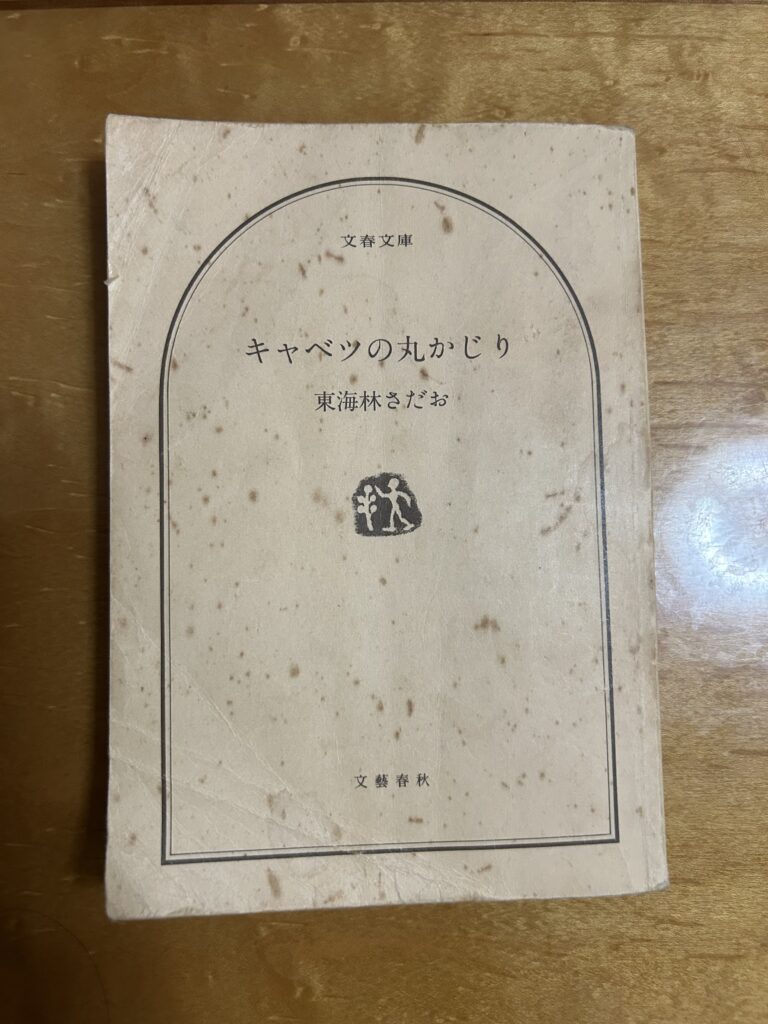 文春文庫
キャベツの丸かじり
東海林さだお
文藝春秋